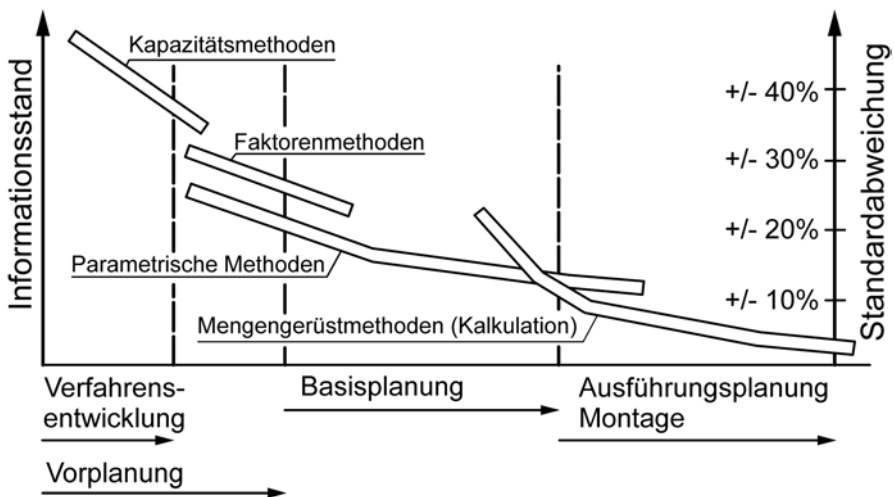 Informationsstand
Kapazitätsmethoden
Faktorenmethoden
Parametrische Methoden
Mengengerüstmethoden (Kalkulation)
+/- 40%
+/- 30%
+/- 20%
+/- 10%
Standardabweichung
Verfahrens-
entwicklung
Basisplanung
Ausführungsplanung
Montage
Vorplanung